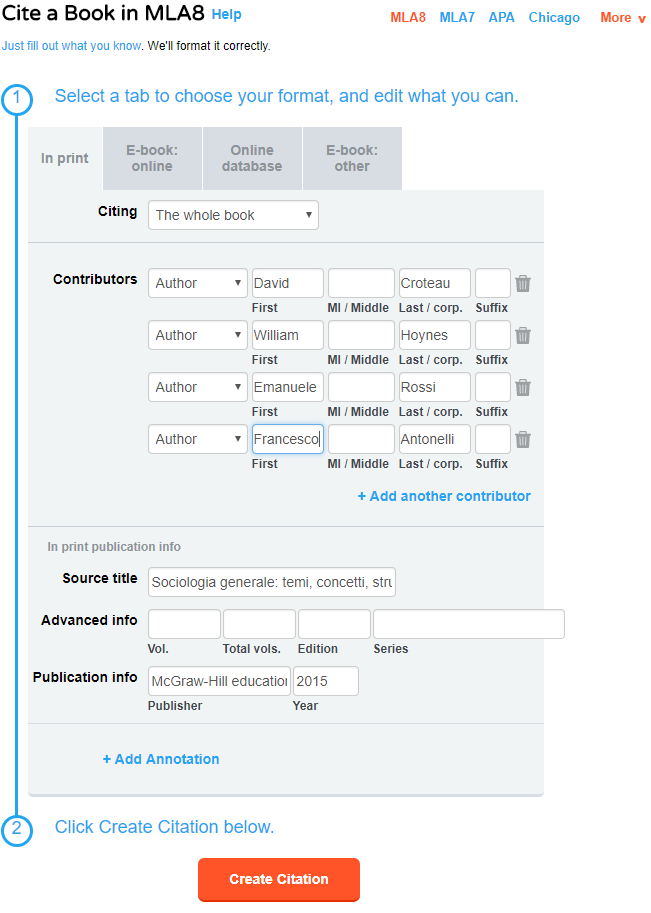 Cite a Book in MLA8 Help
MLA8 MLA7 APA Chicago More v
Just fill out what you know. We'll format it correctly.
1 Select a tab to choose your format, and edit what you can.
In print
E-book: online
Online database
E-book: other
Citing The whole book
Contributors Author David Croteau
First MI / Middle Last / corp. Suffix
Author William Hoynes
First MI / Middle Last / corp. Suffix
Author Emanuele Rossi
First MI / Middle Last / corp. Suffix
Author Francesco Antonelli
First MI / Middle Last / corp. Suffix
+ Add another contributor
In print publication info
Source title Sociologia generale: temi, concetti, stru
Advanced info
Vol. Total vols. Edition Series
Publication info McGraw-Hill education 2015
Publisher Year
+ Add Annotation
2 Click Create Citation below.
Create Citation